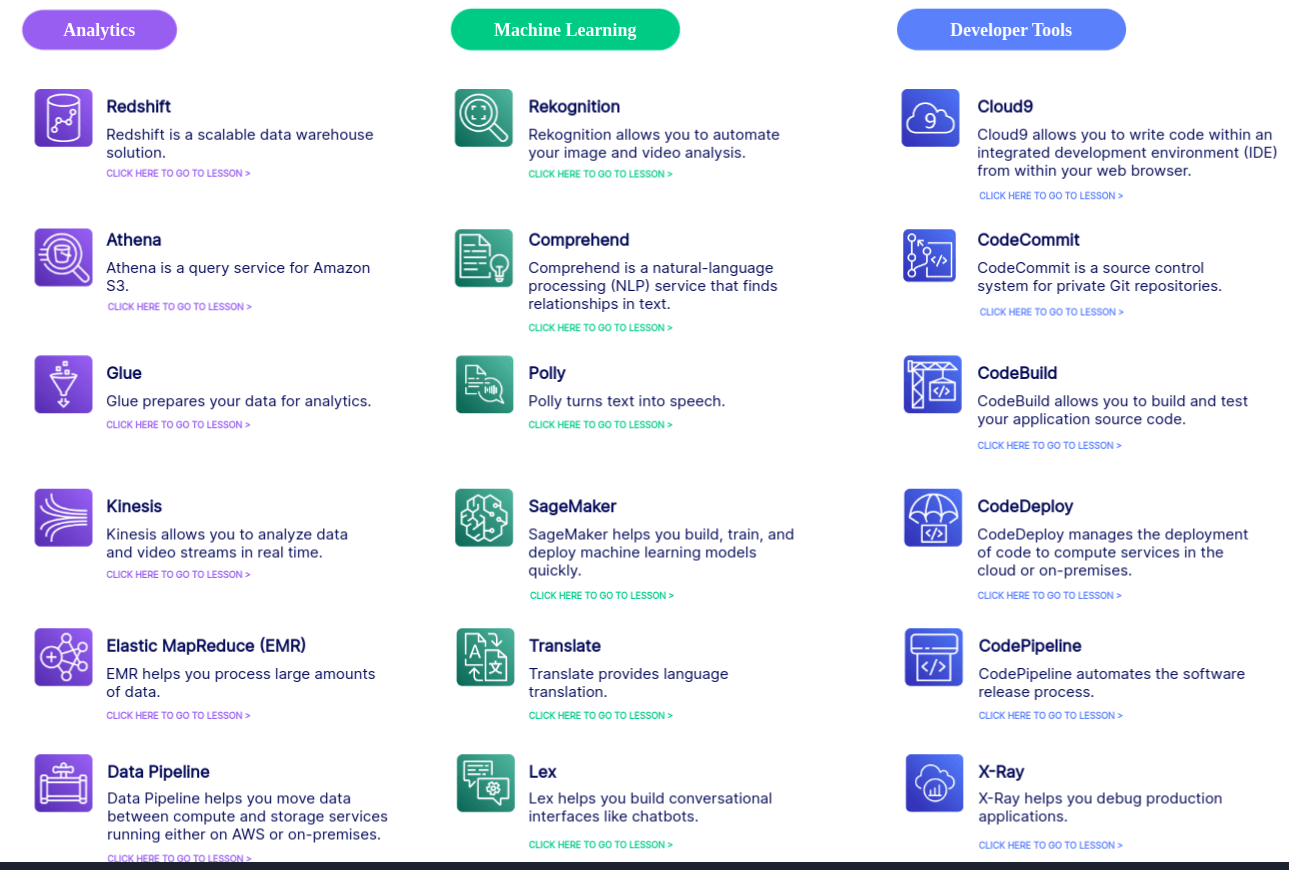 Analytics
Machine Learning
Developer Tools
Redshift
Redshift is a scalable data warehouse
solution.
CLICK HERE TO GO TO LESSON >
Athena
Athena is a query service for Amazon
S3.
CLICK HERE TO GO TO LESSON >
Glue
Glue prepares your data for analytics.
CLICK HERE TO GO TO LESSON >
Kinesis
Kinesis allows you to analyze data
and video streams in real time.
CLICK HERE TO GO TO LESSON >
Elastic MapReduce (EMR)
EMR helps you process large amounts
of data.
CLICK HERE TO GO TO LESSON >
Data Pipeline
Data Pipeline helps you move data
between compute and storage services
running either on AWS or on-premises.
CLICK HERE TO GO TO LESSON >
Rekognition
Rekognition allows you to automate
your image and video analysis.
CLICK HERE TO GO TO LESSON >
Comprehend
Comprehend is a natural-language
processing (NLP) service that finds
relationships in text.
CLICK HERE TO GO TO LESSON >
Polly
Polly turns text into speech.
CLICK HERE TO GO TO LESSON >
SageMaker
SageMaker helps you build, train, and
deploy machine learning models
quickly.
CLICK HERE TO GO TO LESSON >
A
文
Translate
Translate provides language
translation.
CLICK HERE TO GO TO LESSON >
Lex
Lex helps you build conversational
interfaces like chatbots.
CLICK HERE TO GO TO LESSON >
9
Cloud9
Cloud9 allows you to write code within an
integrated development environment (IDE)
from within your web browser.
CLICK HERE TO GO TO LESSON >
</>
CodeCommit
CodeCommit is a source control
system for private Git repositories.
CLICK HERE TO GO TO LESSON >
</>
CodeBuild
CodeBuild allows you to build and test
your application source code.
CLICK HERE TO GO TO LESSON >
</>
CodeDeploy
CodeDeploy manages the deployment
of code to compute services in the
cloud or on-premises.
CLICK HERE TO GO TO LESSON >
</>
CodePipeline
CodePipeline automates the software
release process.
CLICK HERE TO GO TO LESSON >
X-Ray
X-Ray helps you debug production
applications.
CLICK HERE TO GO TO LESSON >